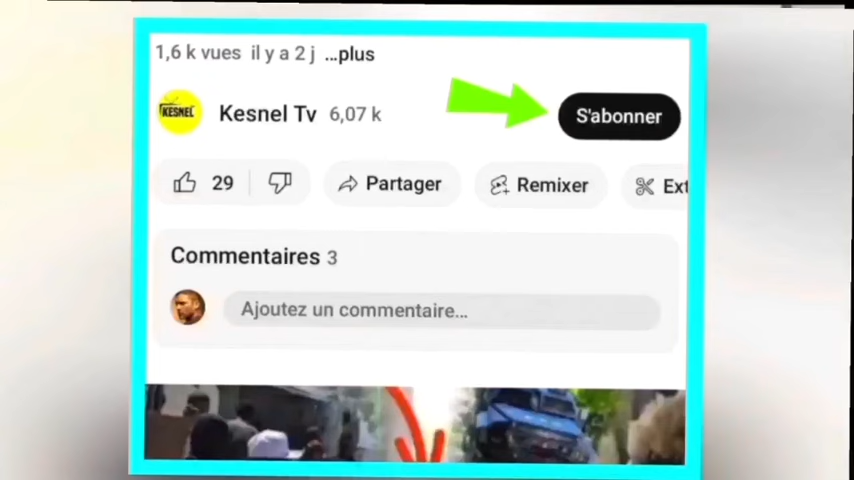 1,6 k vues il y a 2 j ...plus
KESNEL
Kesnel Tv 6,07 k
S'abonner
29
Partager
Remixer
Ext
Commentaires 3
Ajoutez un commentaire...